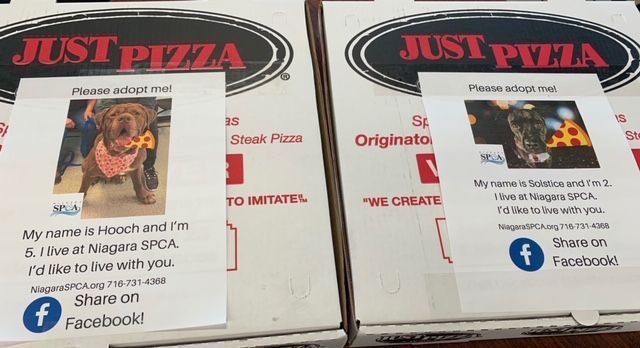 JUST PIZZA
®
Please adopt me!
SPCA
My name is Hooch and I'm
5. I live at Niagara SPCA.
I'd like to live with you.
NiagaraSPCA.org 716-731-4368
f Share on
Facebook!
Steak Pizza
TO IMITATE"™
JUST PIZZA
Please adopt me!
SPCA
My name is Solstice and I'm 2.
I live at Niagara SPCA.
I'd like to live with you.
NiagaraSPCA.org 716-731-4368
f Share on
Facebook!
"WE CREATE